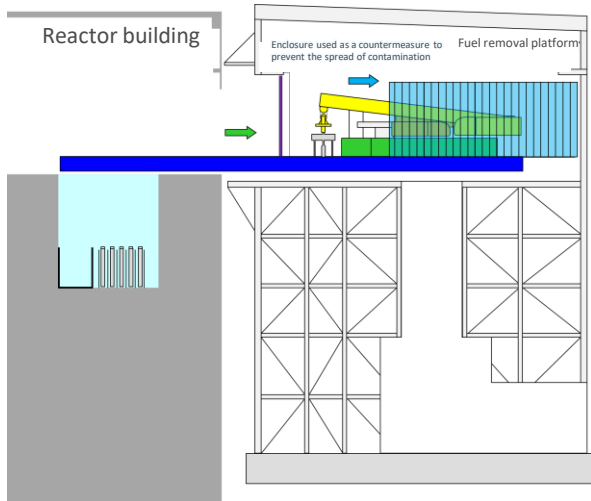 Reactor building
Enclosure used as a countermeasure to
prevent the spread of contamination
Fuel removal platform